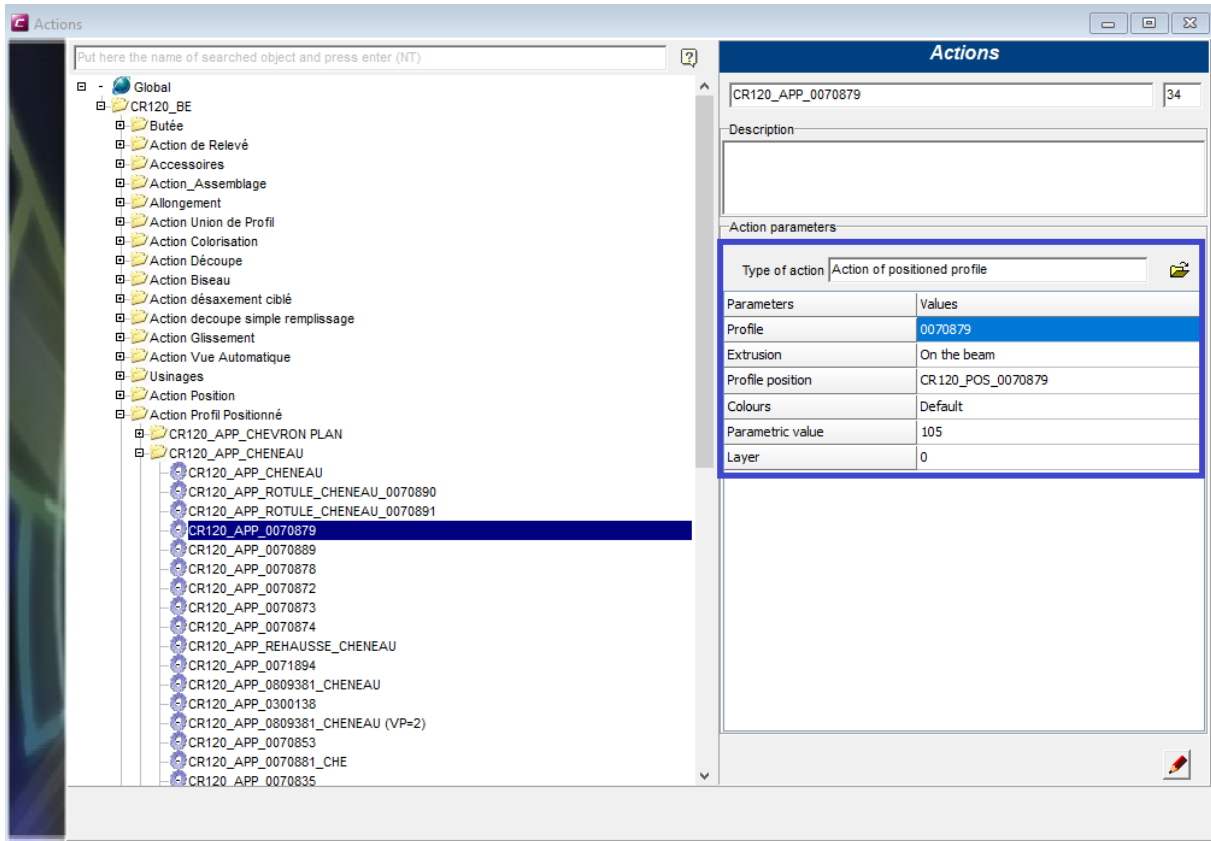 Actions
Put here the name of searched object and press enter (NT)
Global
CR120_BE
Butée
Action de Relevé
Accessoires
Action_Assemblage
Allongement
Action Union de Profil
Action Colorisation
Action Découpe
Action Biseau
Action désaxement ciblé
Action decoupe simple remplissage
Action Glissement
Action Vue Automatique
Usinages
Action Position
Action Profil Positionné
CR120_APP_CHEVRON PLAN
CR120_APP_CHENEAU
CR120_APP_CHENEAU
CR120_APP_ROTULE_CHENEAU_0070890
CR120_APP_ROTULE_CHENEAU_0070891
CR120_APP_0070879
CR120_APP_0070889
CR120_APP_0070878
CR120_APP_0070872
CR120_APP_0070873
CR120_APP_0070874
CR120_APP_REHAUSSE_CHENEAU
CR120_APP_0071894
CR120_APP_0809381_CHENEAU
CR120_APP_0300138
CR120_APP_0809381_CHENEAU (VP=2)
CR120_APP_0070853
CR120_APP_0070881_CHE
CR120_APP_0070835
Actions
CR120_APP_0070879 34
Description
Action parameters
Type of action Action of positioned profile
Parameters Values
Profile 0070879
Extrusion On the beam
Profile position CR120_POS_0070879
Colours Default
Parametric value 105
Layer 0